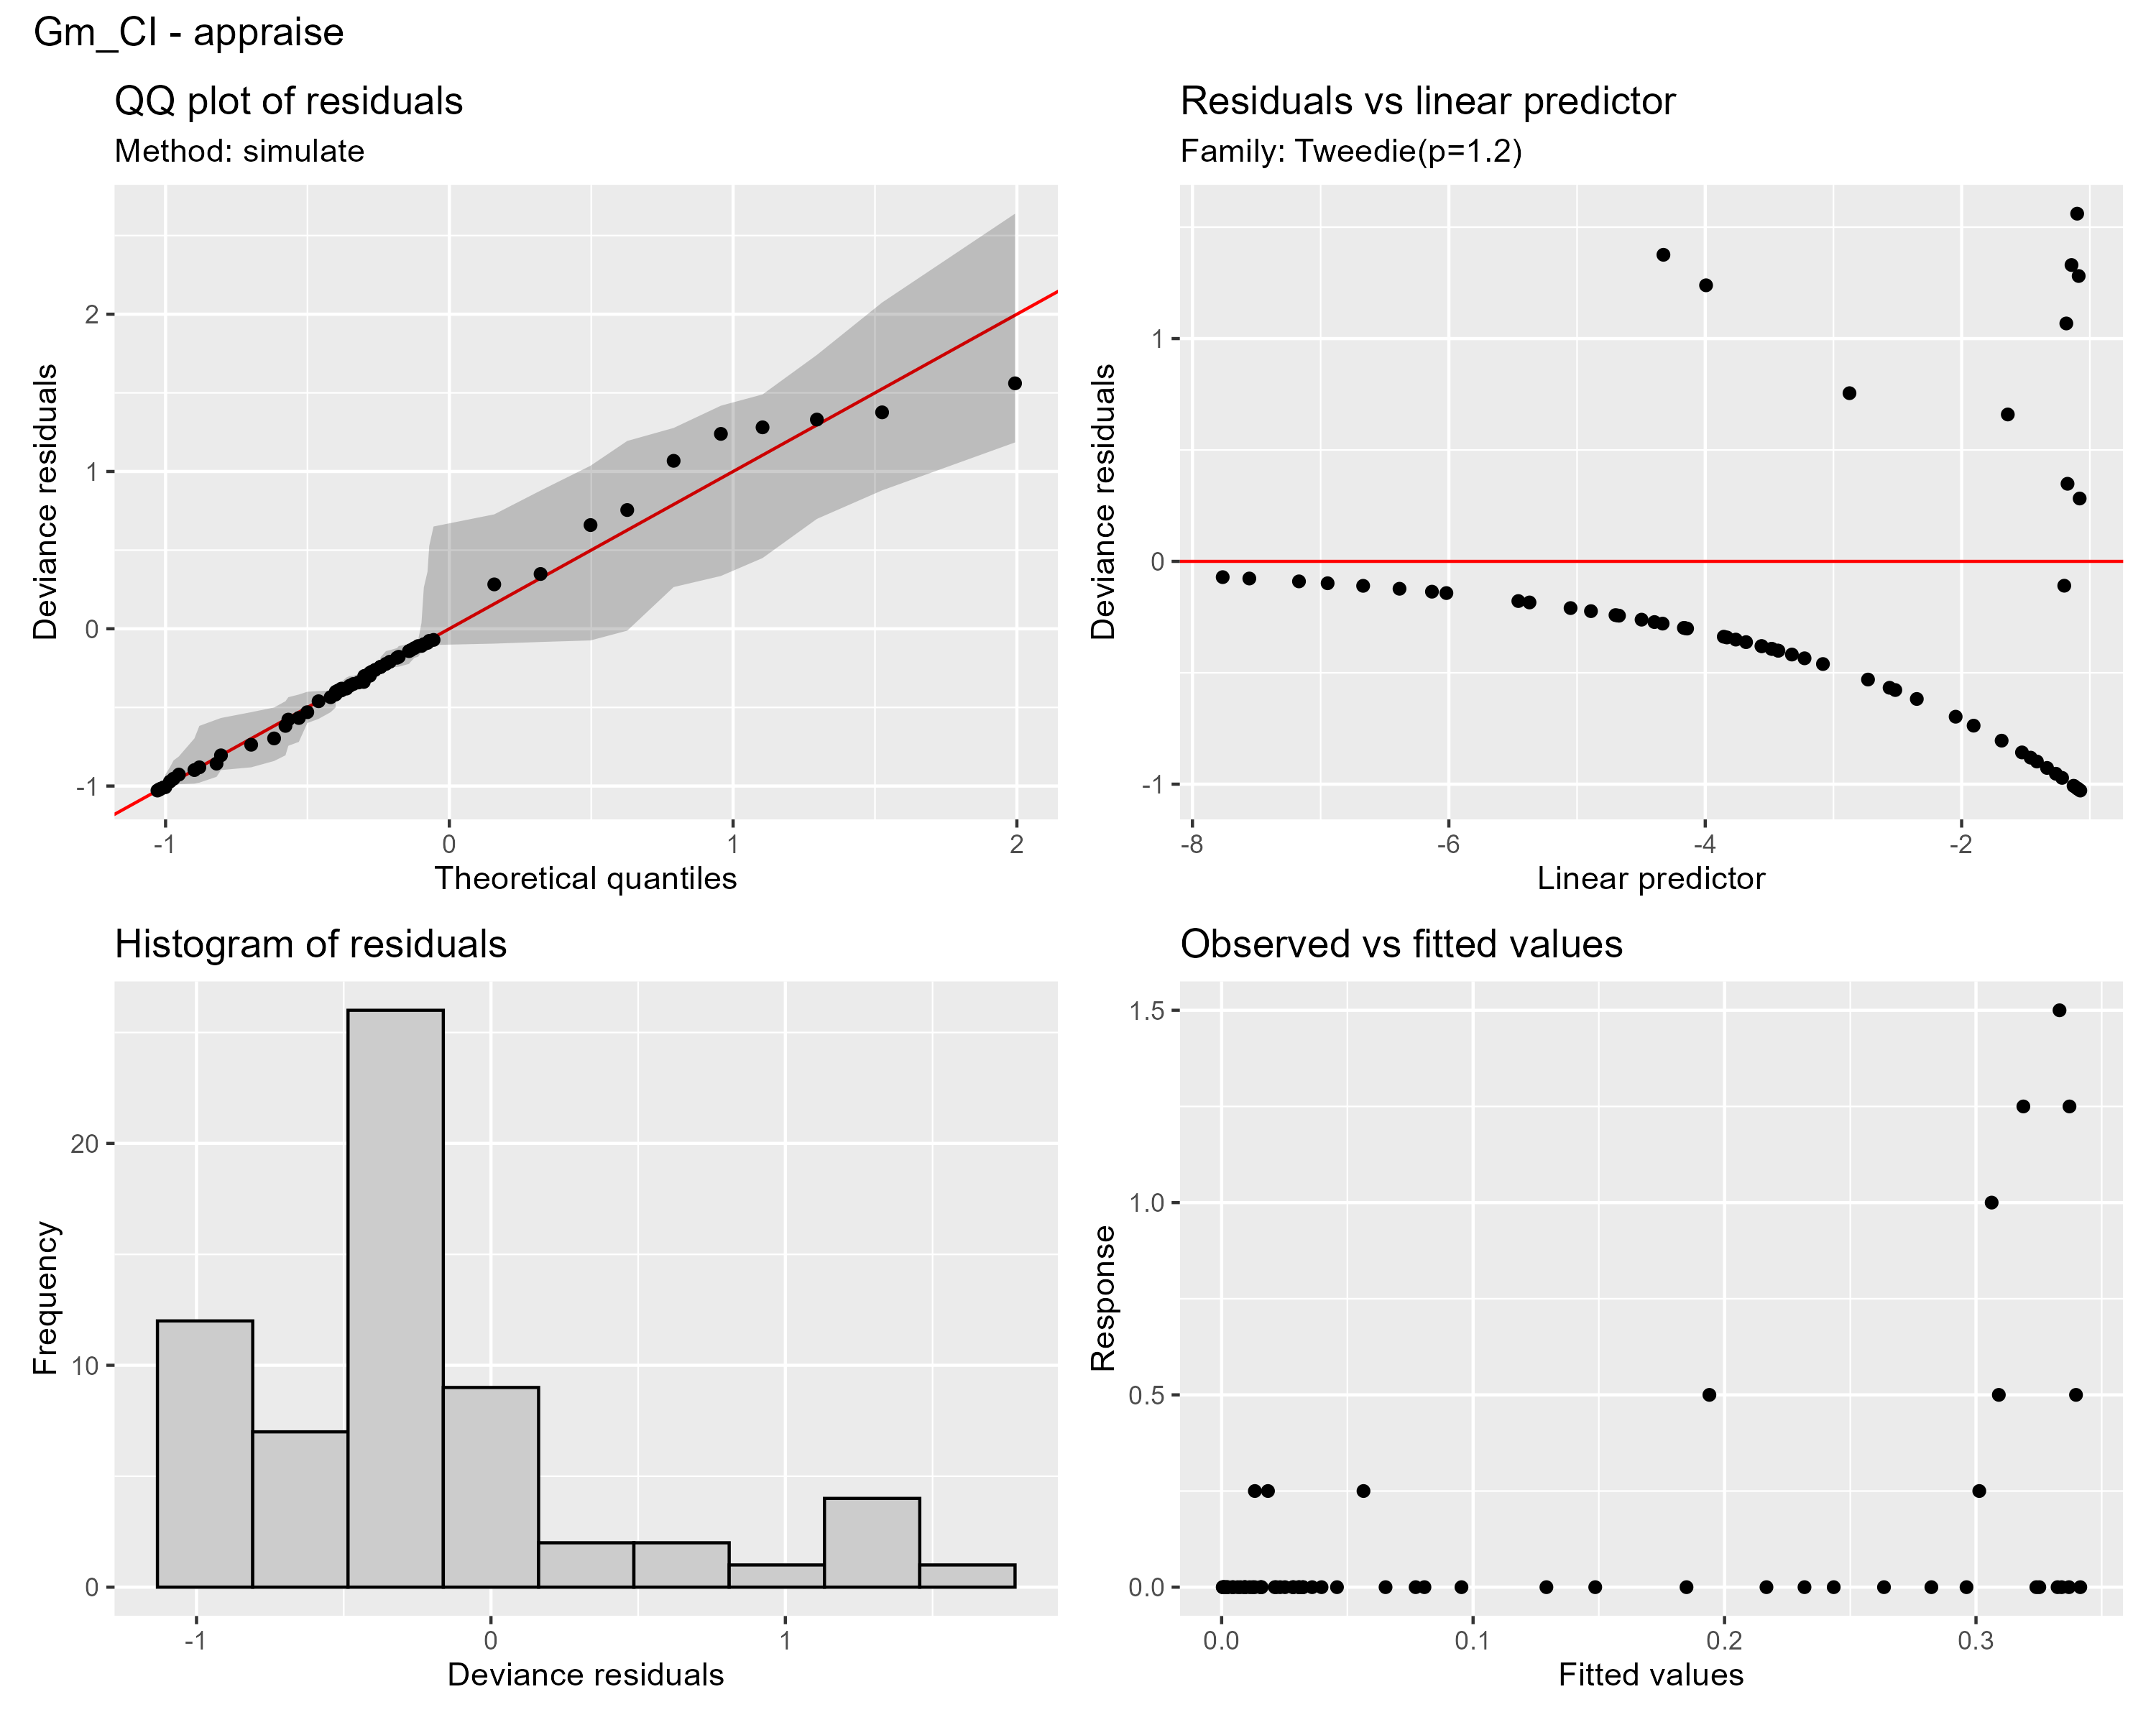 Gm_Cl - appraise
QQ plot of residuals
Method: simulate
2
1
0
-1
-1
0
1
2
Deviance residuals
Theoretical quantiles
Residuals vs linear predictor
Family: Tweedie(p=1.2)
1
0
-1
-8
-6
-4
-2
Deviance residuals
Linear predictor
Histogram of residuals
20
10
0
-1
0
1
Frequency
Deviance residuals
Observed vs fitted values
1.5
1.0
0.5
0.0
0.0
0.1
0.2
0.3
Response
Fitted values